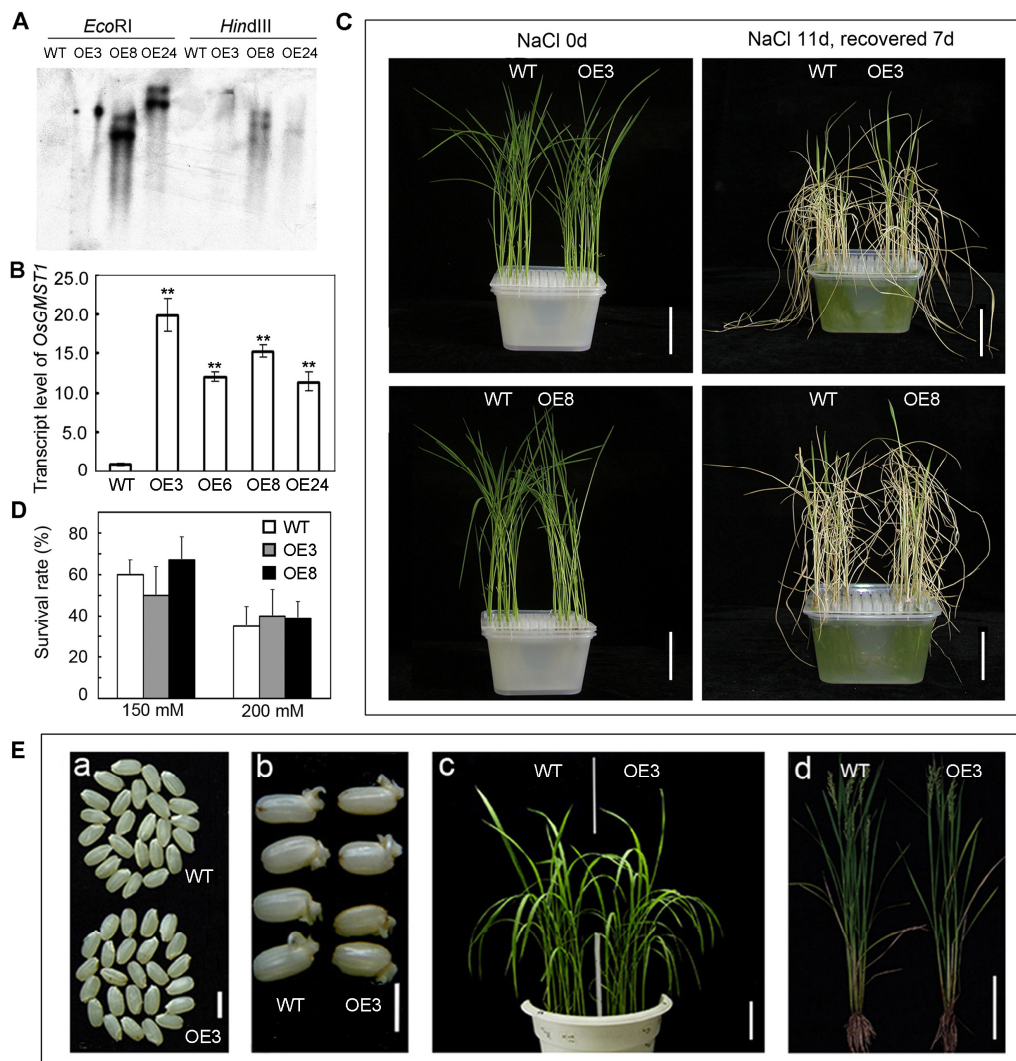 A
EcoRI HindIII
WT OE3 OE8 OE24 WT OE3 OE8 OE24
B
Transcript level of OsGMST1
25.0
20.0
15.0
10.0
5.0
0
** ** ** **
WT OE3 OE6 OE8 OE24
C
NaCl 0d NaCl 11d, recovered 7d
WT OE3 WT OE3
WT OE8 WT OE8
D
Survival rate (%)
80
60
40
20
0
WT
OE3
OE8
150 mM 200 mM
E
a
WT
OE3
b
WT OE3
c
WT OE3
d
WT OE3